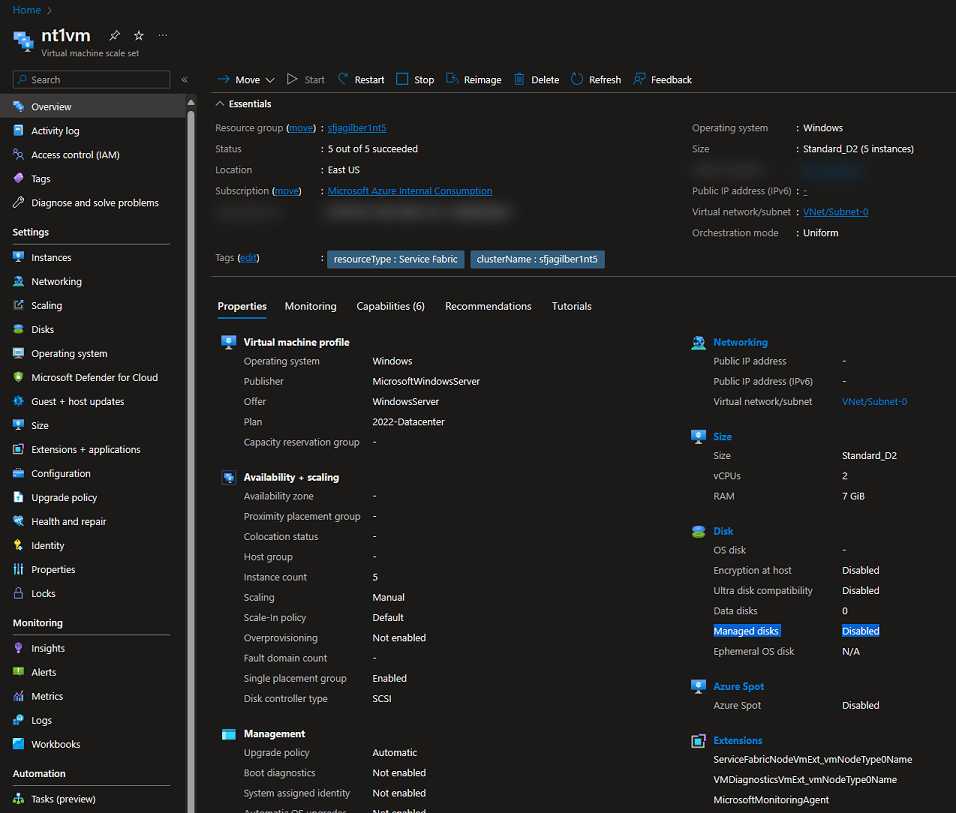 Home >
nt1vm
Virtual machine scale set
Search
Overview
Activity log
Access control (IAM)
Tags
Diagnose and solve problems
Settings
Instances
Networking
Scaling
Disks
Operating system
Microsoft Defender for Cloud
Guest + host updates
Size
Extensions + applications
Configuration
Upgrade policy
Health and repair
Identity
Properties
Locks
Monitoring
Insights
Alerts
Metrics
Logs
Workbooks
Automation
Tasks (preview)
Move Start Restart Stop Reimage Delete Refresh Feedback
Essentials
Resource group (move) : sfjagilber1nt5
Status : 5 out of 5 succeeded
Location : East US
Subscription (move) : Microsoft Azure Internal Consumption
Operating system : Windows
Size : Standard_D2 (5 instances)
Public IP address (IPv6) : -
Virtual network/subnet : VNet/Subnet-0
Orchestration mode : Uniform
Tags (edit) : resourceType : Service Fabric clusterName : sfjagilber1nt5
Properties Monitoring Capabilities (6) Recommendations Tutorials
Virtual machine profile
Operating system Windows
Publisher MicrosoftWindowsServer
Offer WindowsServer
Plan 2022-Datacenter
Capacity reservation group -
Availability + scaling
Availability zone -
Proximity placement group -
Colocation status -
Host group -
Instance count 5
Scaling Manual
Scale-In policy Default
Overprovisioning Not enabled
Fault domain count -
Single placement group Enabled
Disk controller type SCSI
Management
Upgrade policy Automatic
Boot diagnostics Not enabled
System assigned identity Not enabled
Automatic OS upgrades Not enabled
Networking
Public IP address -
Public IP address (IPv6) -
Virtual network/subnet VNet/Subnet-0
Size
Size Standard_D2
vCPUs 2
RAM 7 GiB
Disk
OS disk -
Encryption at host Disabled
Ultra disk compatibility Disabled
Data disks 0
Managed disks Disabled
Ephemeral OS disk N/A
Azure Spot
Azure Spot Disabled
Extensions
ServiceFabricNodeVmExt_vmNodeType0Name
VMDiagnosticsVmExt_vmNodeType0Name
MicrosoftMonitoringAgent